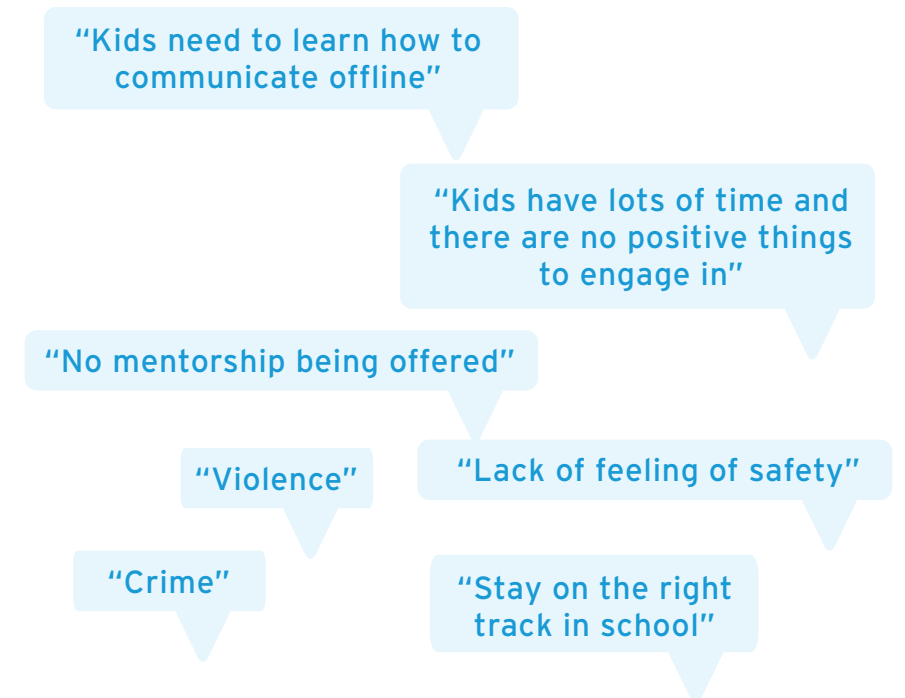 “Kids need to learn how to
communicate offline”
“Kids have lots of time and
there are no positive things
to engage in”
“No mentorship being offered”
“Lack of feeling of safety”
“Violence”
“Crime”
“Stay on the right
track in school”